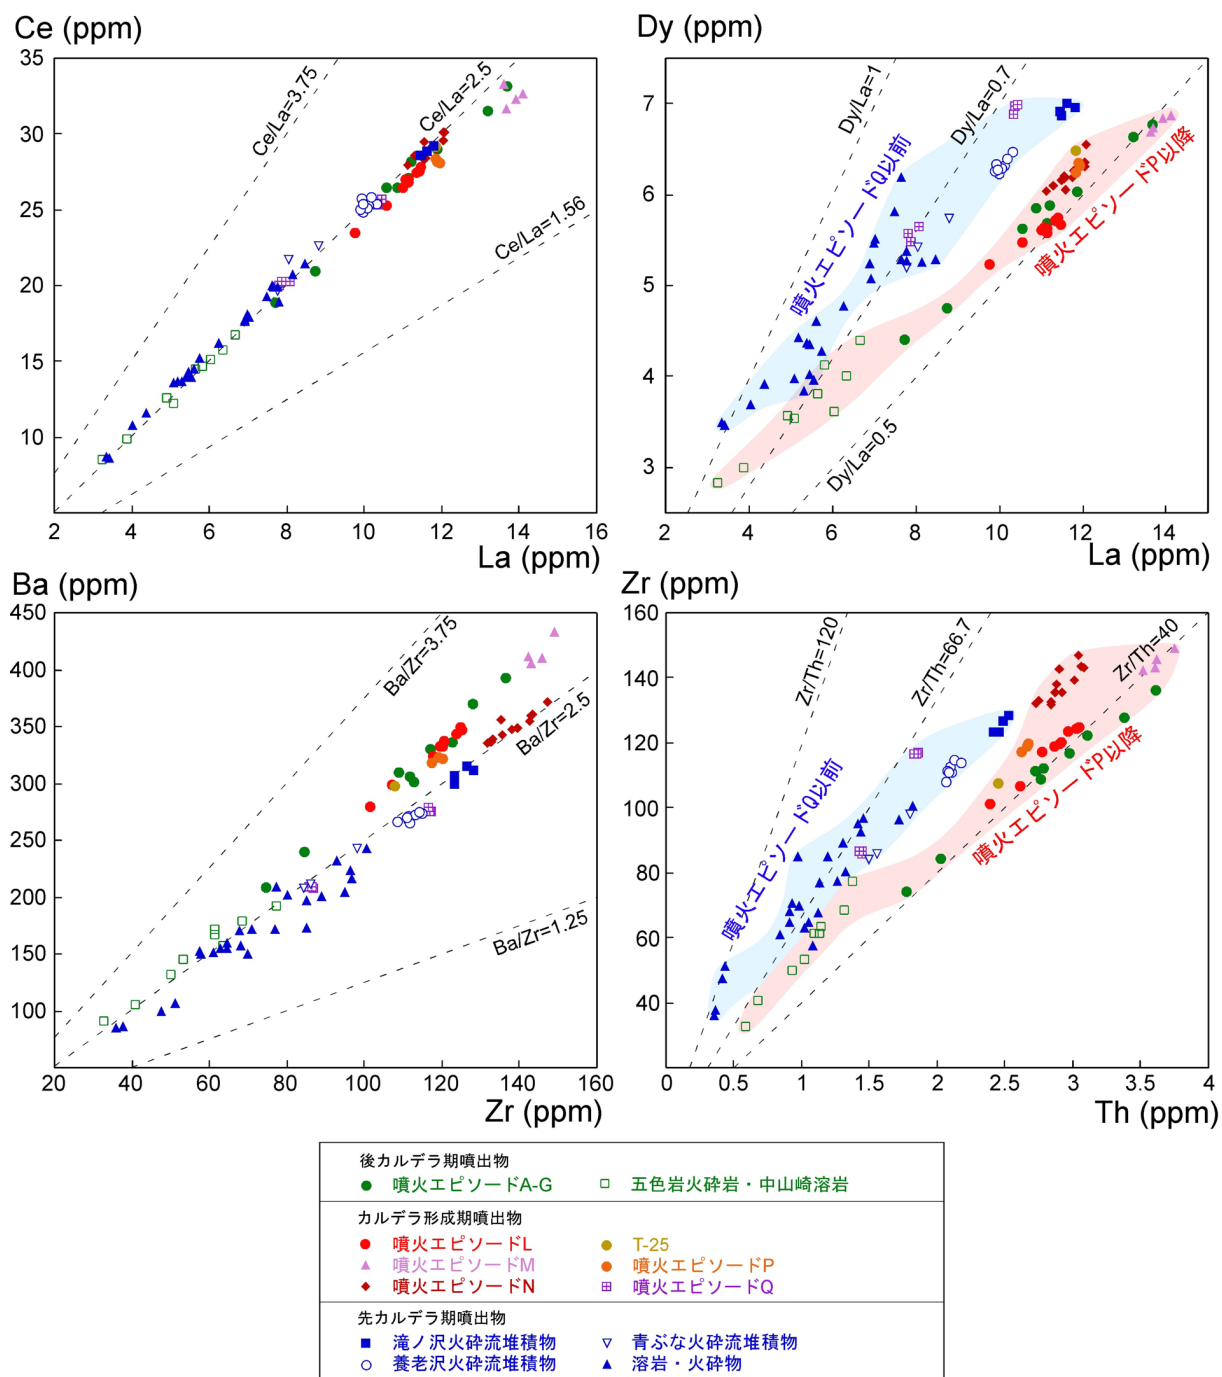 Ce (ppm)
35
30
25
20
15
10
2
4
6
8
10
12
14
16
La (ppm)
Ce/La=3.75
Ce/La=2.5
Ce/La=1.56
Dy (ppm)
7
6
5
4
3
2
4
6
8
10
12
14
La (ppm)
Dy/La=1
Dy/La=0.7
Dy/La=0.5
噴火エピソードQ以前
噴火エピソードP以降
Ba (ppm)
450
400
350
300
250
200
150
100
20
40
60
80
100
120
140
160
Zr (ppm)
Ba/Zr=3.75
Ba/Zr=2.5
Ba/Zr=1.25
Zr (ppm)
160
140
120
100
80
60
40
0
0.5
1
1.5
2
2.5
3
3.5
4
Th (ppm)
Zr/Th=120
Zr/Th=66.7
Zr/Th=40
噴火エピソードQ以前
噴火エピソードP以降
後カルデラ期噴出物
噴火エピソードA-G
五色岩火砕岩・中山崎溶岩
カルデラ形成期噴出物
噴火エピソードL
T-25
噴火エピソードM
噴火エピソードP
噴火エピソードN
噴火エピソードQ
先カルデラ期噴出物
滝ノ沢火砕流堆積物
青ぶな火砕流堆積物
養老沢火砕流堆積物
溶岩・火砕物